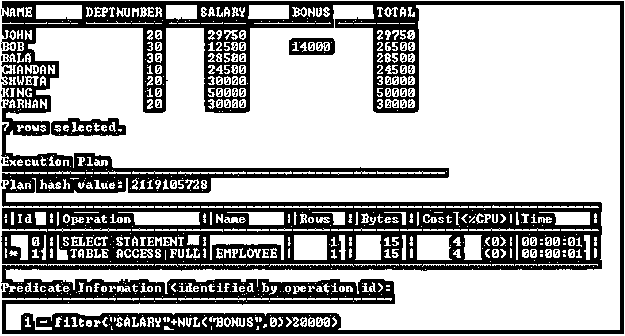 NAME DEPTNUMBER SALARY BONUS TOTAL
JOHN 20 29750 29750
BOB 30 12500 14000 26500
BALA 30 28500 28500
CHANDAN 10 24500 24500
SHWETA 20 30000 30000
KING 10 50000 50000
FARHAN 20 30000 30000
7 rows selected.
Execution Plan
Plan hash value: 2119105728
| Id | Operation | Name | Rows | Bytes | Cost (%CPU)| Time |
| 0 | SELECT STATEMENT | | 1 | 15 | 4 (0)| 00:00:01 |
|* 1 | TABLE ACCESS FULL| EMPLOYEE | 1 | 15 | 4 (0)| 00:00:01 |
Predicate Information (identified by operation id):
1 - filter("SALARY"+NVL("BONUS",0)>20000)